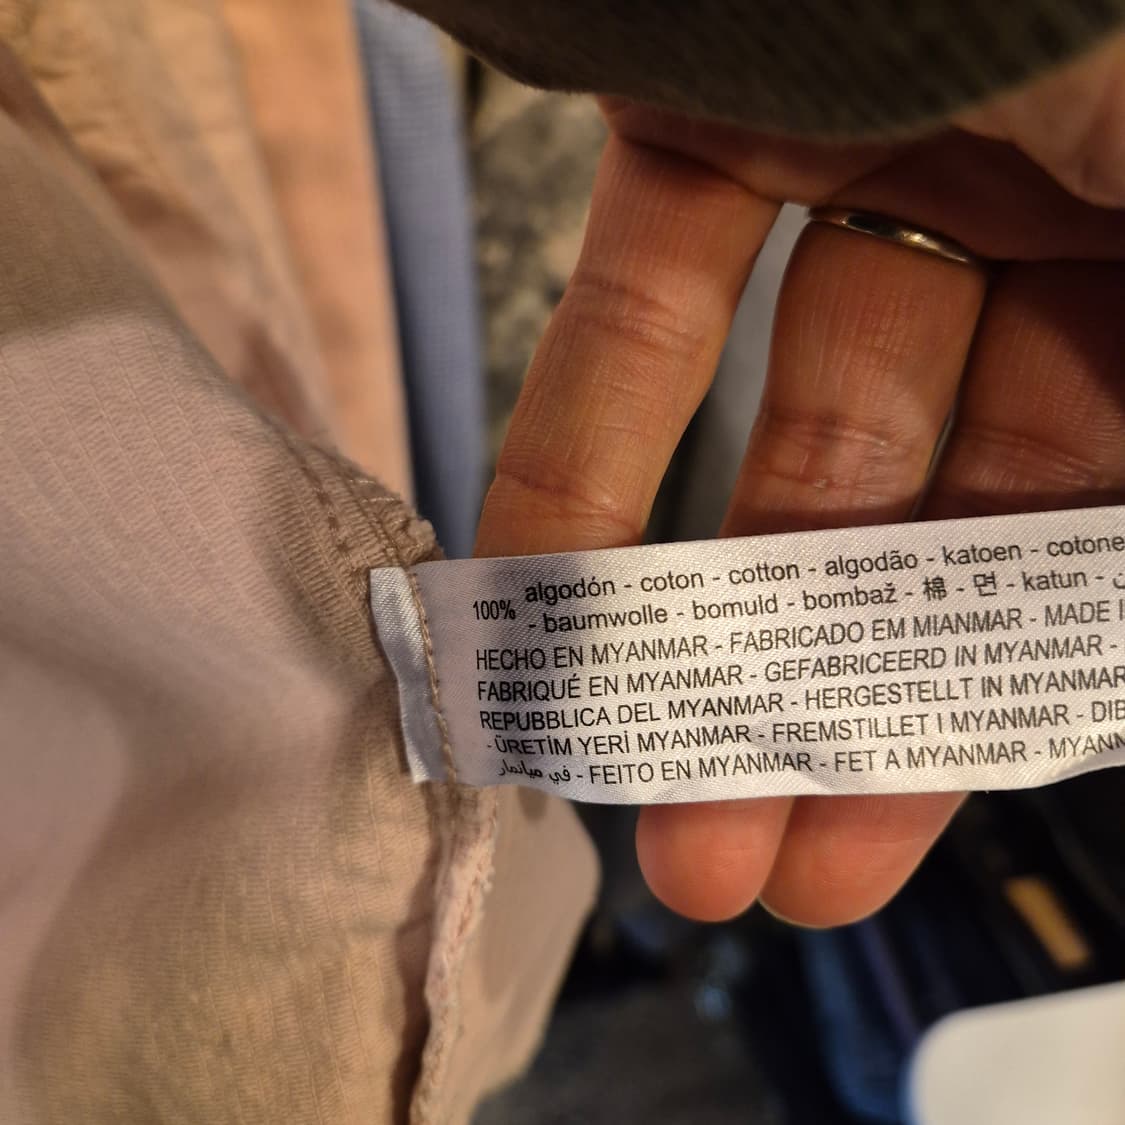 100% algodón - coton - cotton - algodão - katoen - cotone
- baumwolle - bomuld - bombaž - 棉 - 면 - katun -
HECHO EN MYANMAR - FABRICADO EM MIANMAR - MADE
FABRIQUÉ EN MYANMAR - GEFABRICEERD IN MYANMAR -
REPUBBLICA DEL MYANMAR - HERGESTELLT IN MYANMAR
- ÜRETİM YERİ MYANMAR - FREMSTILLET I MYANMAR -
في ميانمار - FEITO EN MYANMAR - FET A MYANMAR -